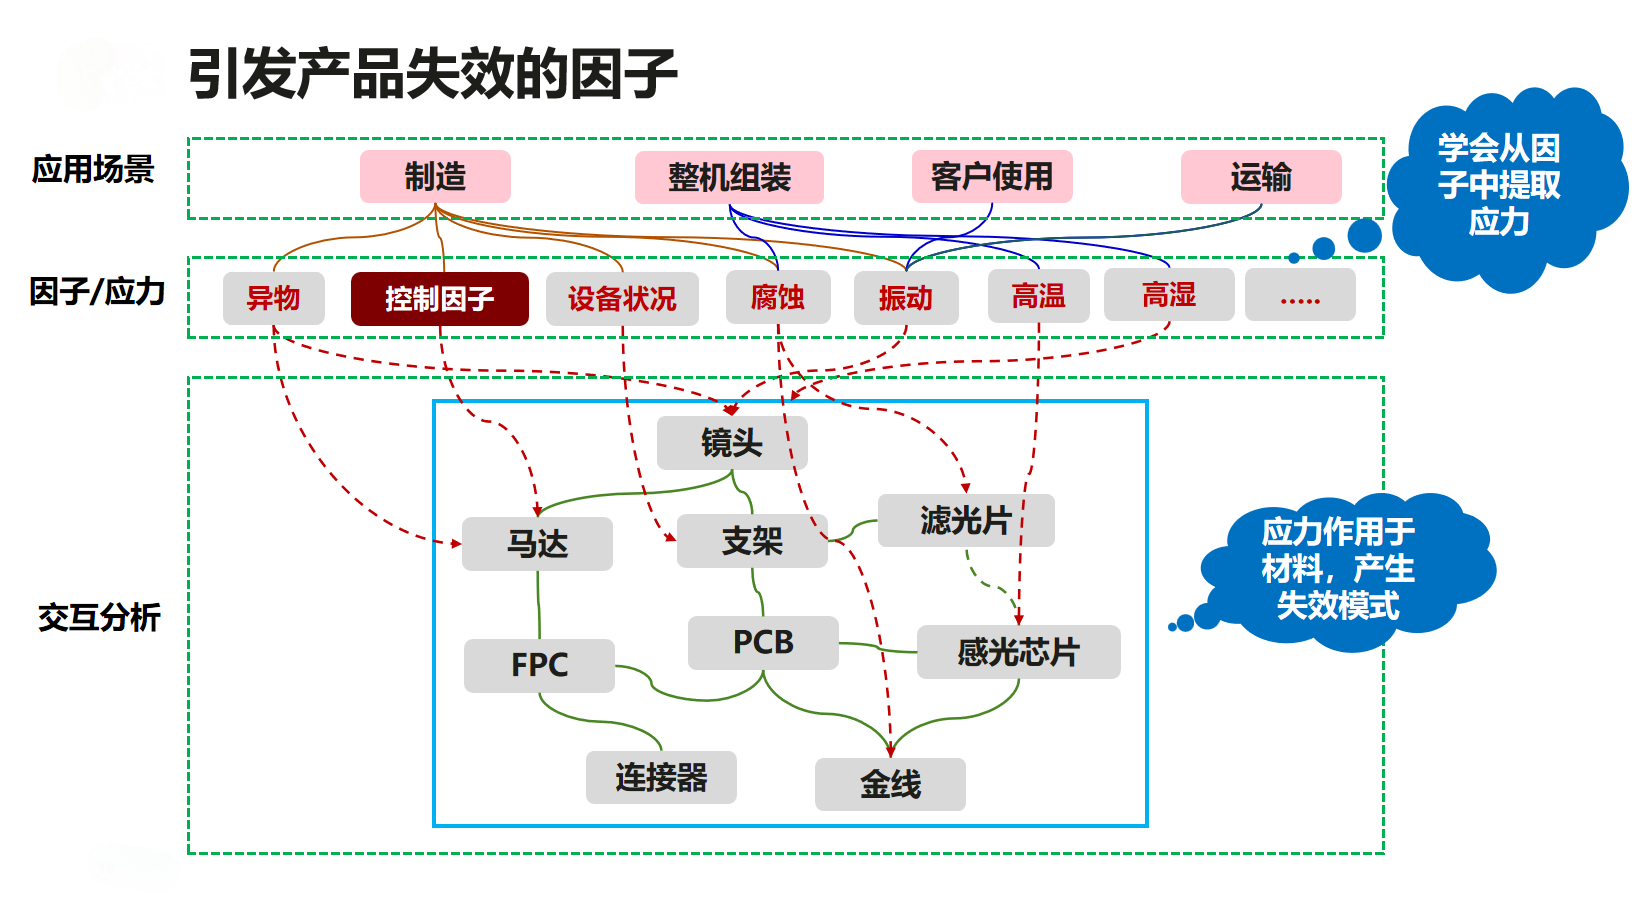 引发产品失效的因子
应用场景
制造
整机组装
客户使用
运输
学会从因
子中提取
应力
因子/应力
异物
控制因子
设备状况
腐蚀
振动
高温
高湿
.....
交互分析
镜头
马达
支架
滤光片
FPC
PCB
感光芯片
连接器
金线
应力作用于
材料，产生
失效模式